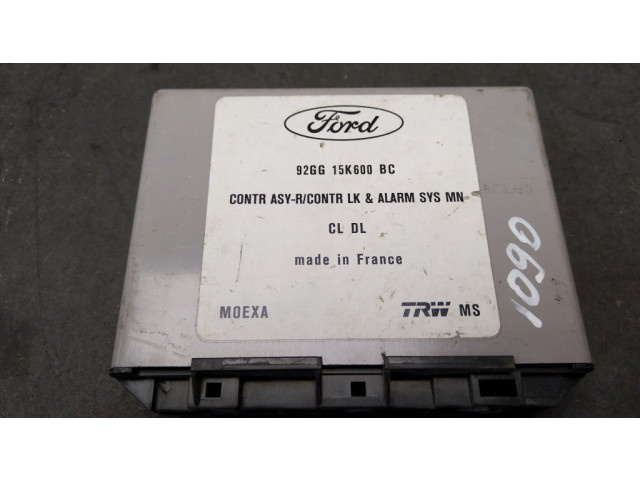 Ford
92GG 15K600 BC
CONTR ASY-R/CONTR LK & ALARM SYS MN
CL DL
made in France
MOEXA
TRW MS
1090